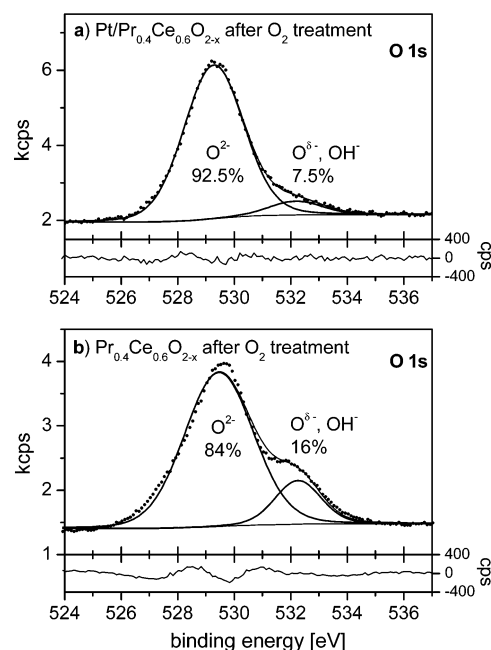 a) Pt/Pr0.4Ce0.6O2-x after O2 treatment
O 1s
6
4
2
kcps
O2-
92.5%
Oδ-, OH-
7.5%
400
0
-400
cps
524 526 528 530 532 534 536
b) Pr0.4Ce0.6O2-x after O2 treatment
O 1s
4
3
2
1
kcps
O2-
84%
Oδ-, OH-
16%
400
0
-400
cps
524 526 528 530 532 534 536
binding energy [eV]